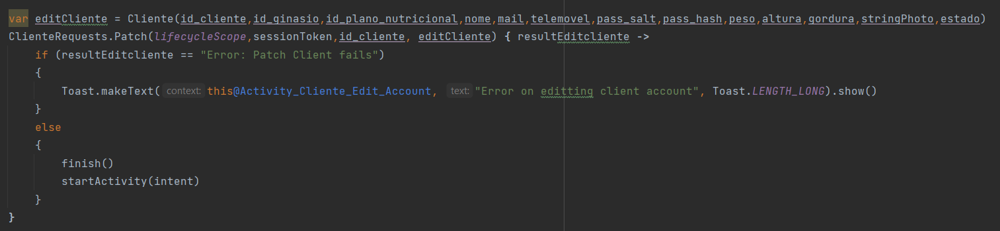 var editCliente = Cliente(id_cliente,id_ginasio,id_plano_nutricional,nome,mail,telemovel,pass_salt,pass_hash,peso,altura,gordura,stringPhoto,estado)
ClienteRequests.Patch(lifecycleScope,sessionToken,id_cliente, editCliente) { resultEditcliente ->
if (resultEditcliente == "Error: Patch Client fails")
{
Toast.makeText( context: this@Activity_Cliente_Edit_Account, text: "Error on editting client account", Toast.LENGTH_LONG).show()
}
else
{
finish()
startActivity(intent)
}
}